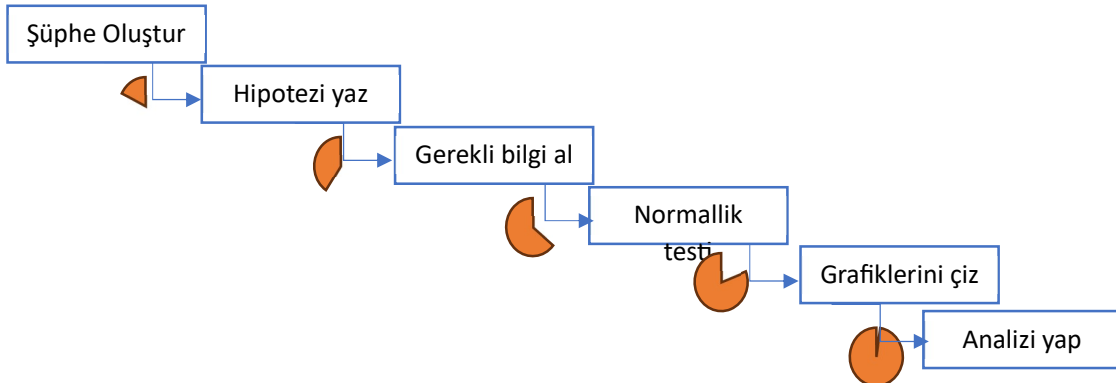 Şüphe Oluştur
Hipotezi yaz
Gerekli bilgi al
Normallik
testi
Grafiklerini çiz
Analizi yap